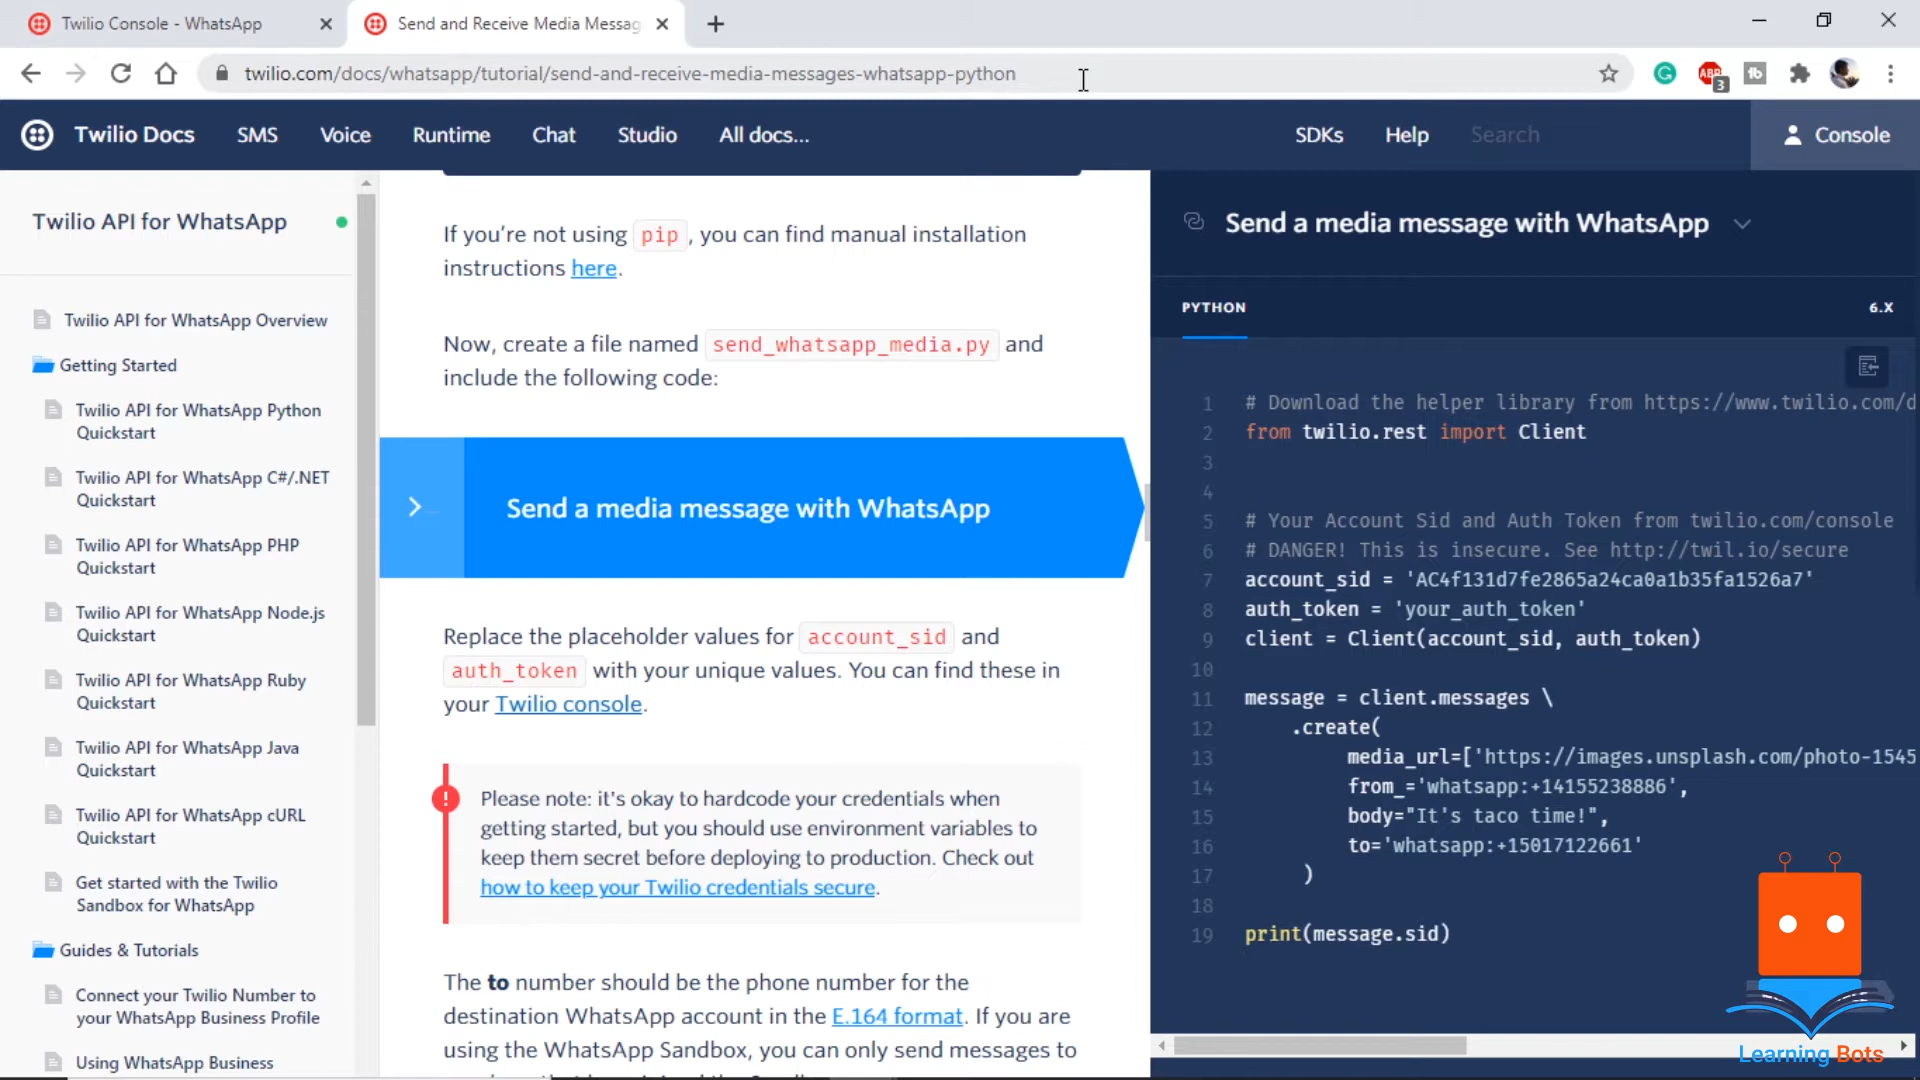 Twilio Console - WhatsApp
Send and Receive Media Messag
twilio.com/docs/whatsapp/tutorial/send-and-receive-media-messages-whatsapp-python
ABP
3
Twilio Docs
SMS
Voice
Runtime
Chat
Studio
All docs...
SDKs
Help
Search
Console
Twilio API for WhatsApp
Twilio API for WhatsApp Overview
Getting Started
Twilio API for WhatsApp Python
Quickstart
Twilio API for WhatsApp C#/.NET
Quickstart
Twilio API for WhatsApp PHP
Quickstart
Twilio API for WhatsApp Node.js
Quickstart
Twilio API for WhatsApp Ruby
Quickstart
Twilio API for WhatsApp Java
Quickstart
Twilio API for WhatsApp cURL
Quickstart
Get started with the Twilio
Sandbox for WhatsApp
Guides & Tutorials
Connect your Twilio Number to
your WhatsApp Business Profile
Using WhatsApp Business
If you're not using pip, you can find manual installation
instructions here.
Now, create a file named send_whatsapp_media.py and
include the following code:
Send a media message with WhatsApp
Replace the placeholder values for account_sid and
auth_token with your unique values. You can find these in
your Twilio console.
Please note: it's okay to hardcode your credentials when
getting started, but you should use environment variables to
keep them secret before deploying to production. Check out
how to keep your Twilio credentials secure.
The to number should be the phone number for the
destination WhatsApp account in the E.164 format. If you are
using the WhatsApp Sandbox, you can only send messages to
Send a media message with WhatsApp
PYTHON
6.X
1 # Download the helper library from https://www.twilio.com/d
2 from twilio.rest import Client
3
4
5 # Your Account Sid and Auth Token from twilio.com/console
6 # DANGER! This is insecure. See http://twil.io/secure
7 account_sid = 'AC4f131d7fe2865a24ca0a1b35fa1526a7'
8 auth_token = 'your_auth_token'
9 client = Client(account_sid, auth_token)
10
11 message = client.messages \
12 .create(
13 media_url=['https://images.unsplash.com/photo-1545
14 from_='whatsapp:+14155238886',
15 body="It's taco time!",
16 to='whatsapp:+15017122661'
17 )
18
19 print(message.sid)
Learning Bots